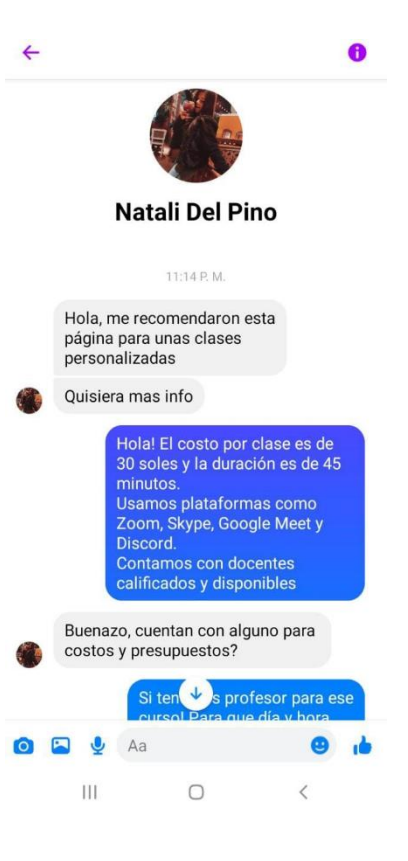 Natali Del Pino
11:14 P. M.
Hola, me recomendaron esta
página para unas clases
personalizadas
Quisiera mas info
Hola! El costo por clase es de
30 soles y la duración es de 45
minutos.
Usamos plataformas como
Zoom, Skype, Google Meet y
Discord.
Contamos con docentes
calificados y disponibles
Buenazo, cuentan con alguno para
costos y presupuestos?
Si profesor para ese
curso! Para que día y hora
Aa